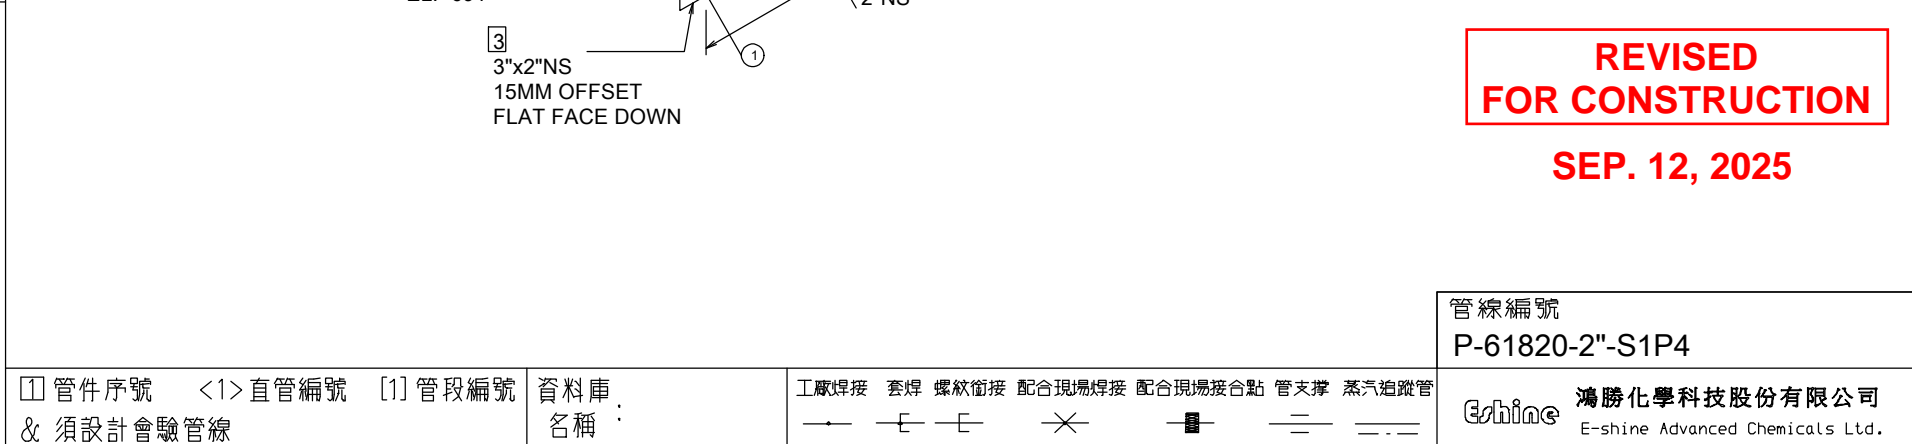 2"NS
3
3"x2"NS
15MM OFFSET
FLAT FACE DOWN
1
REVISED
FOR CONSTRUCTION
SEP. 12, 2025
管線編號
P-61820-2"-S1P4
1 管件序號 <1> 直管編號 [1] 管段編號
& 須設計會驗管線
資料庫
名稱 :
工廠焊接 套焊 螺紋銜接 配合現場焊接 配合現場接合點 管支撐 蒸汽追蹤管
Eshine
鴻勝化學科技股份有限公司
E-shine Advanced Chemicals Ltd.